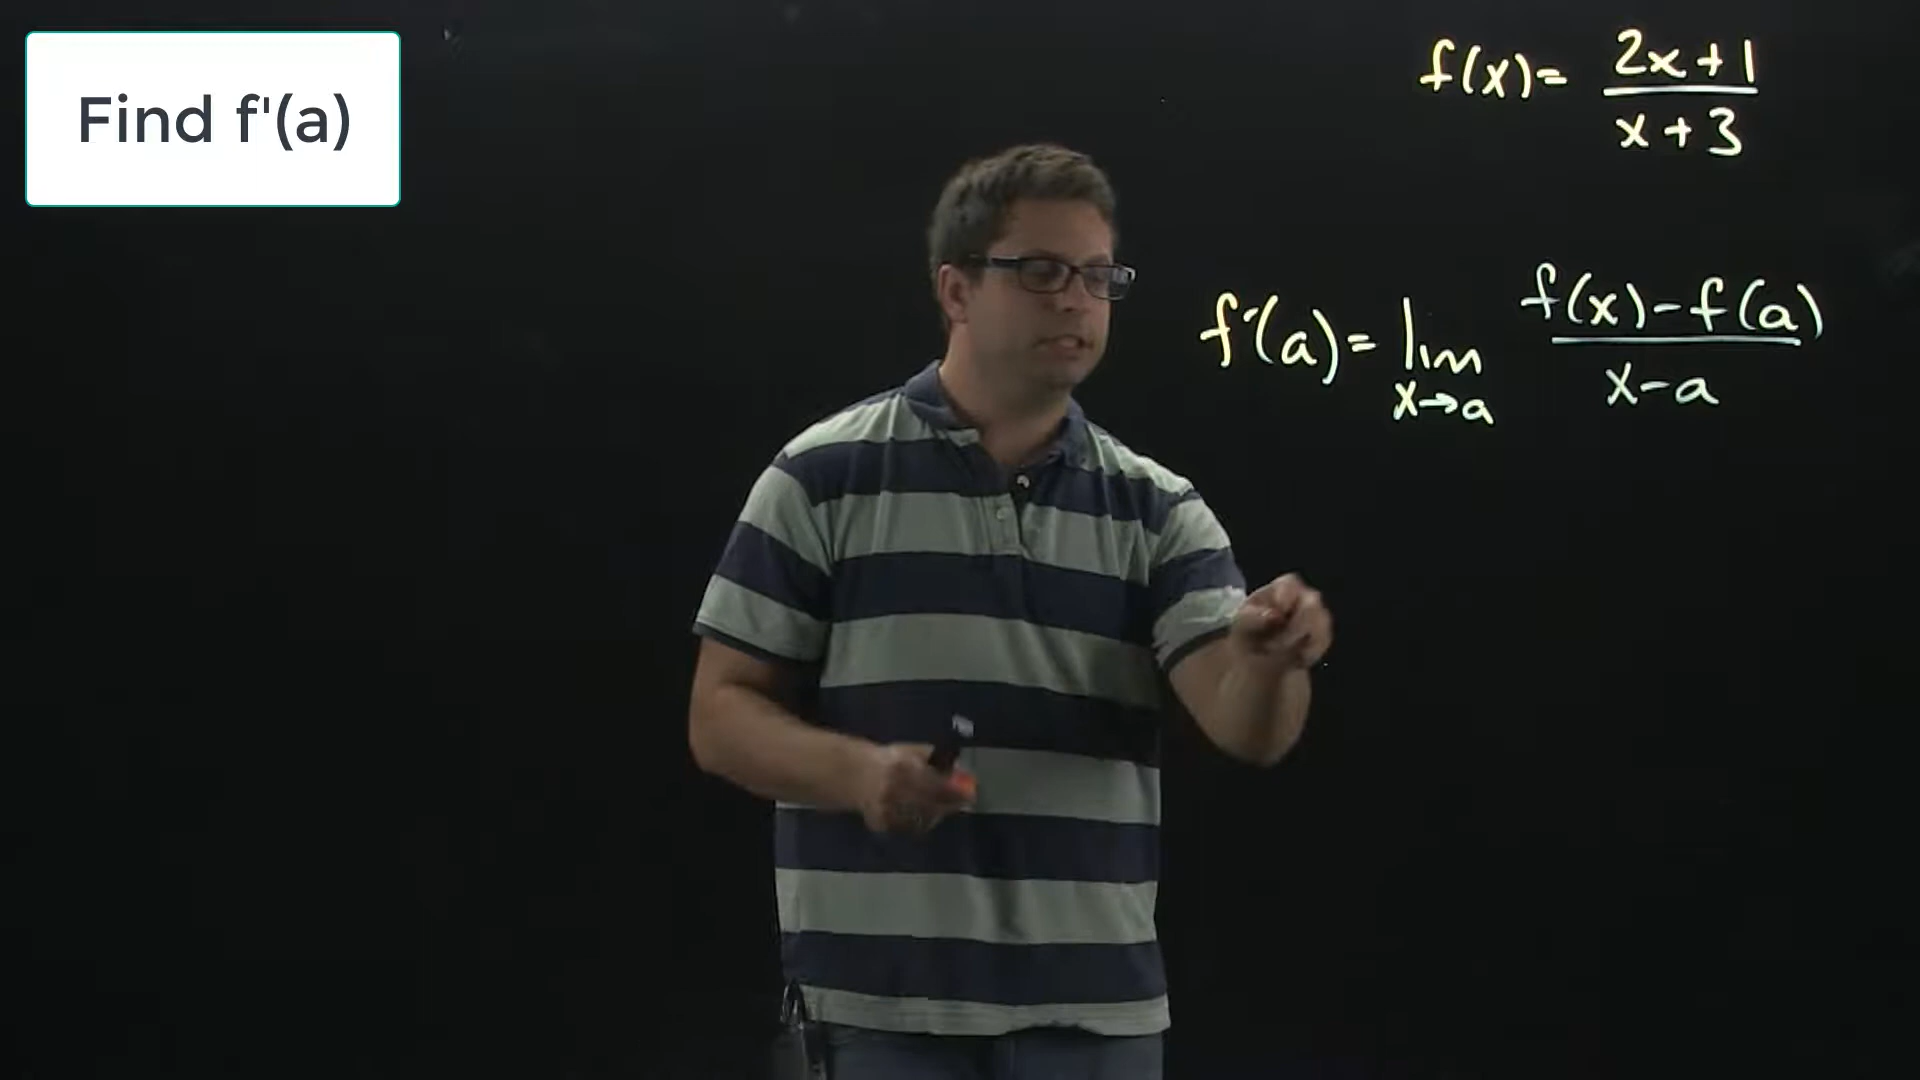 Find f'(a)
f(x)= 2x+1
x+3
f'(a)= lim f(x)-f(a)
x→a x-a